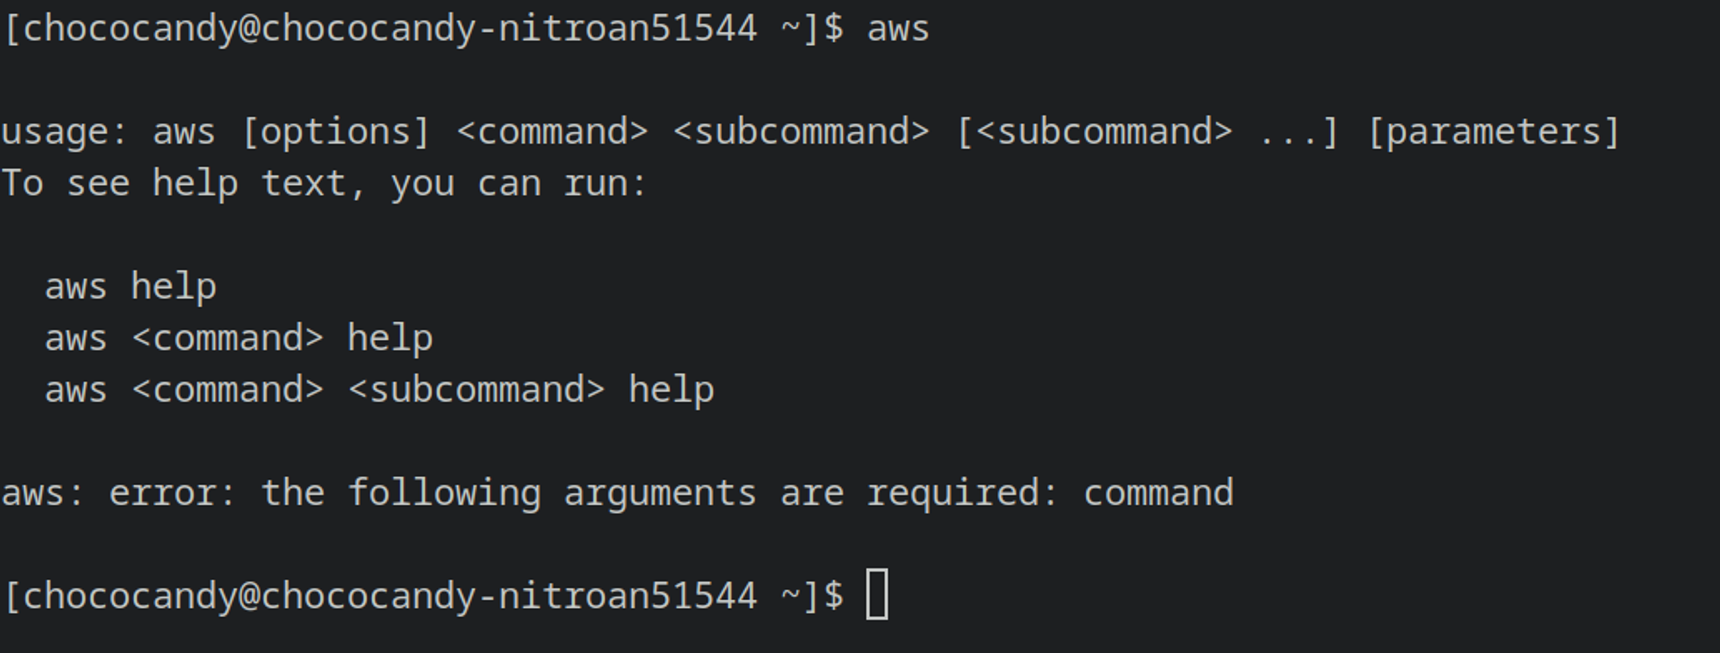 [chococandy@chococandy-nitroan51544 ~]$ aws
usage: aws [options] <command> <subcommand> [<subcommand> ...] [parameters]
To see help text, you can run:
  aws help
  aws <command> help
  aws <command> <subcommand> help
aws: error: the following arguments are required: command
[chococandy@chococandy-nitroan51544 ~]$